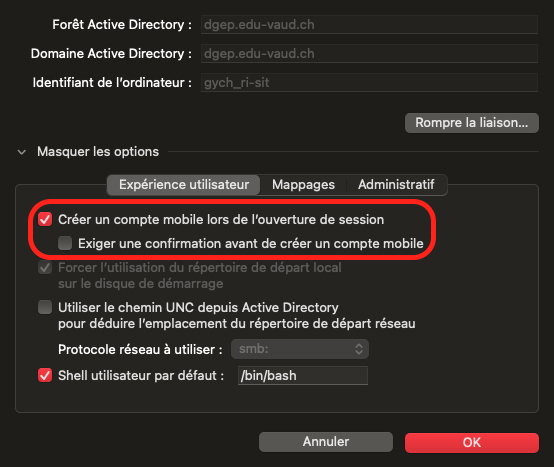 Forêt Active Directory :
dgep.edu-vaud.ch
Domaine Active Directory :
dgep.edu-vaud.ch
Identifiant de l’ordinateur :
gych_ri-sit
Rompre la liaison...
Masquer les options
Expérience utilisateur
Mappages
Administratif
Créer un compte mobile lors de l’ouverture de session
Exiger une confirmation avant de créer un compte mobile
Forcer l’utilisation du répertoire de départ local
sur le disque de démarrage
Utiliser le chemin UNC depuis Active Directory
pour déduire l’emplacement du répertoire de départ réseau
Protocole réseau à utiliser :
smb:
Shell utilisateur par défaut :
/bin/bash
Annuler
OK